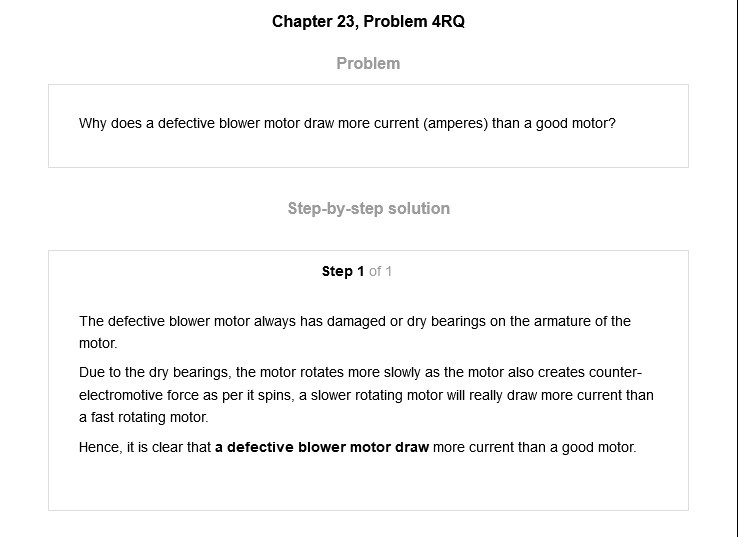 Chapter 23, Problem 4RQ
Problem
Why does a defective blower motor draw more current (amperes) than a good motor?
Step-by-step solution
Step 1 of 1
The defective blower motor always has damaged or dry bearings on the armature of the
motor.
Due to the dry bearings, the motor rotates more slowly as the motor also creates counter-
electromotive force as per it spins, a slower rotating motor will really draw more current than
a fast rotating motor.
Hence, it is clear that a defective blower motor draw more current than a good motor.